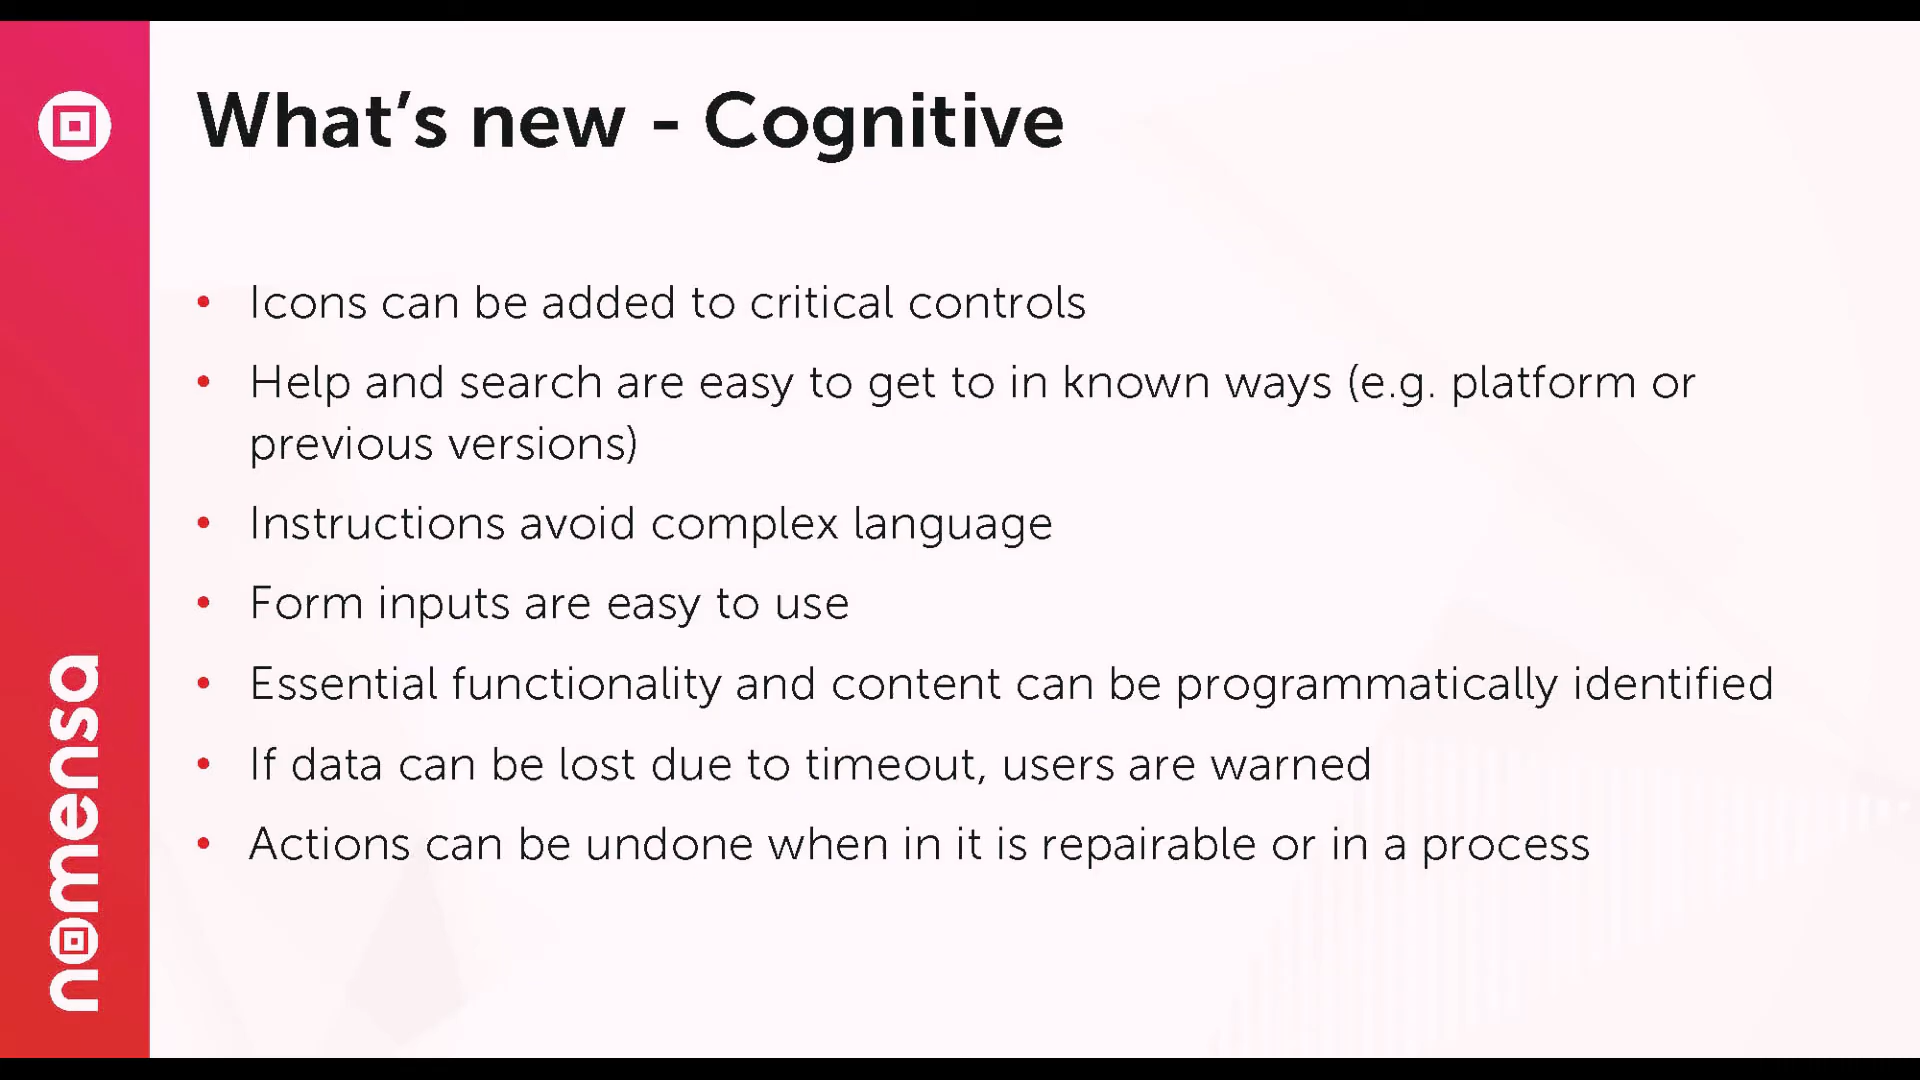 What's new - Cognitive
• Icons can be added to critical controls
• Help and search are easy to get to in known ways (e.g. platform or
previous versions)
• Instructions avoid complex language
• Form inputs are easy to use
• Essential functionality and content can be programmatically identified
• If data can be lost due to timeout, users are warned
• Actions can be undone when in it is repairable or in a process
nomensa